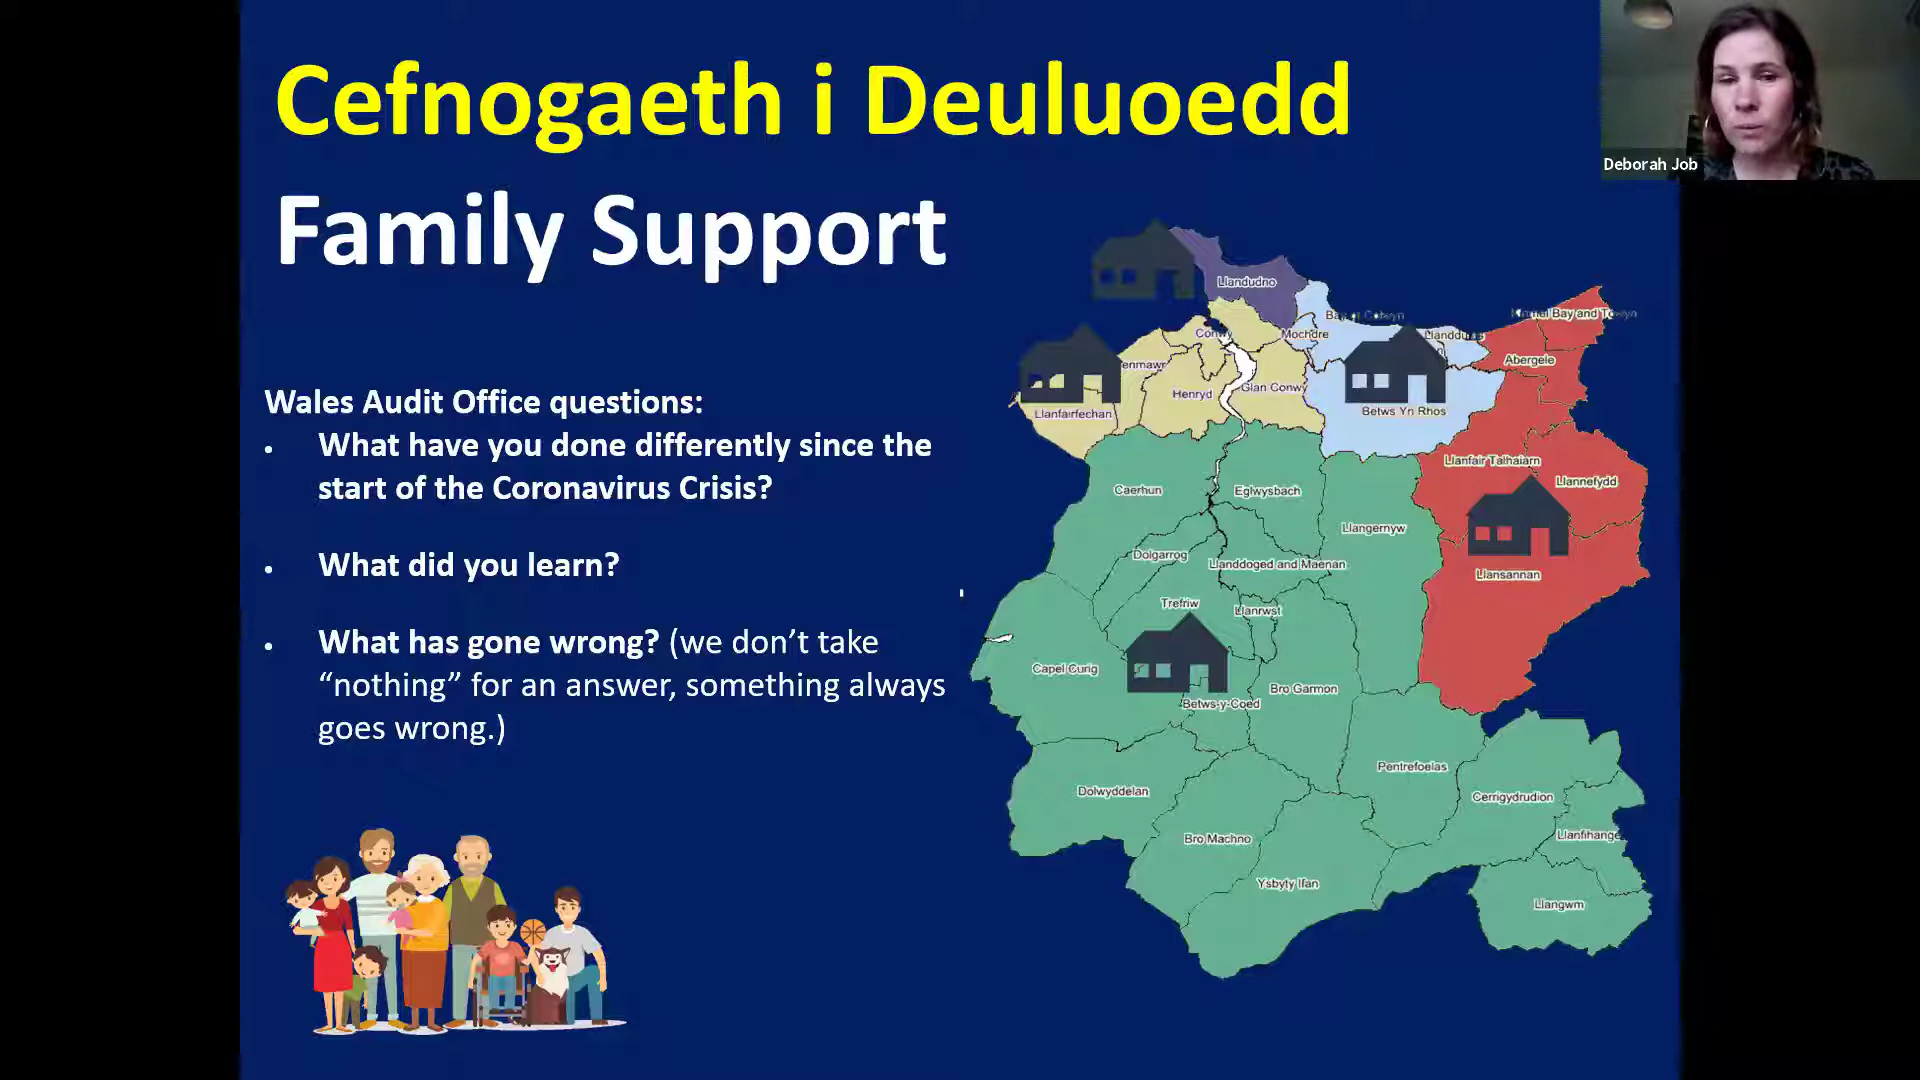 Cefnogaeth i Deuluoedd
Family Support
Deborah Job
Wales Audit Office questions:
• What have you done differently since the
start of the Coronavirus Crisis?
• What did you learn?
• What has gone wrong? (we don’t take
“nothing” for an answer, something always
goes wrong.)
Llandudno
Conwy
Mochdre
Abergele
Henryd
Glan Conwy
Llanfairfechan
Betws Yn Rhos
Llanfair Talhaiarn
Llannefydd
Caerhun
Eglwysbach
Llangernyw
Dolgarrog
Llanddoged and Maenan
Llansannan
Trefriw
Llanrwst
Capel Curig
Bro Garmon
Betws-y-Coed
Pentrefoelas
Dolwyddelan
Cerrigydrudion
Bro Machno
Ysbyty Ifan
Llangwm